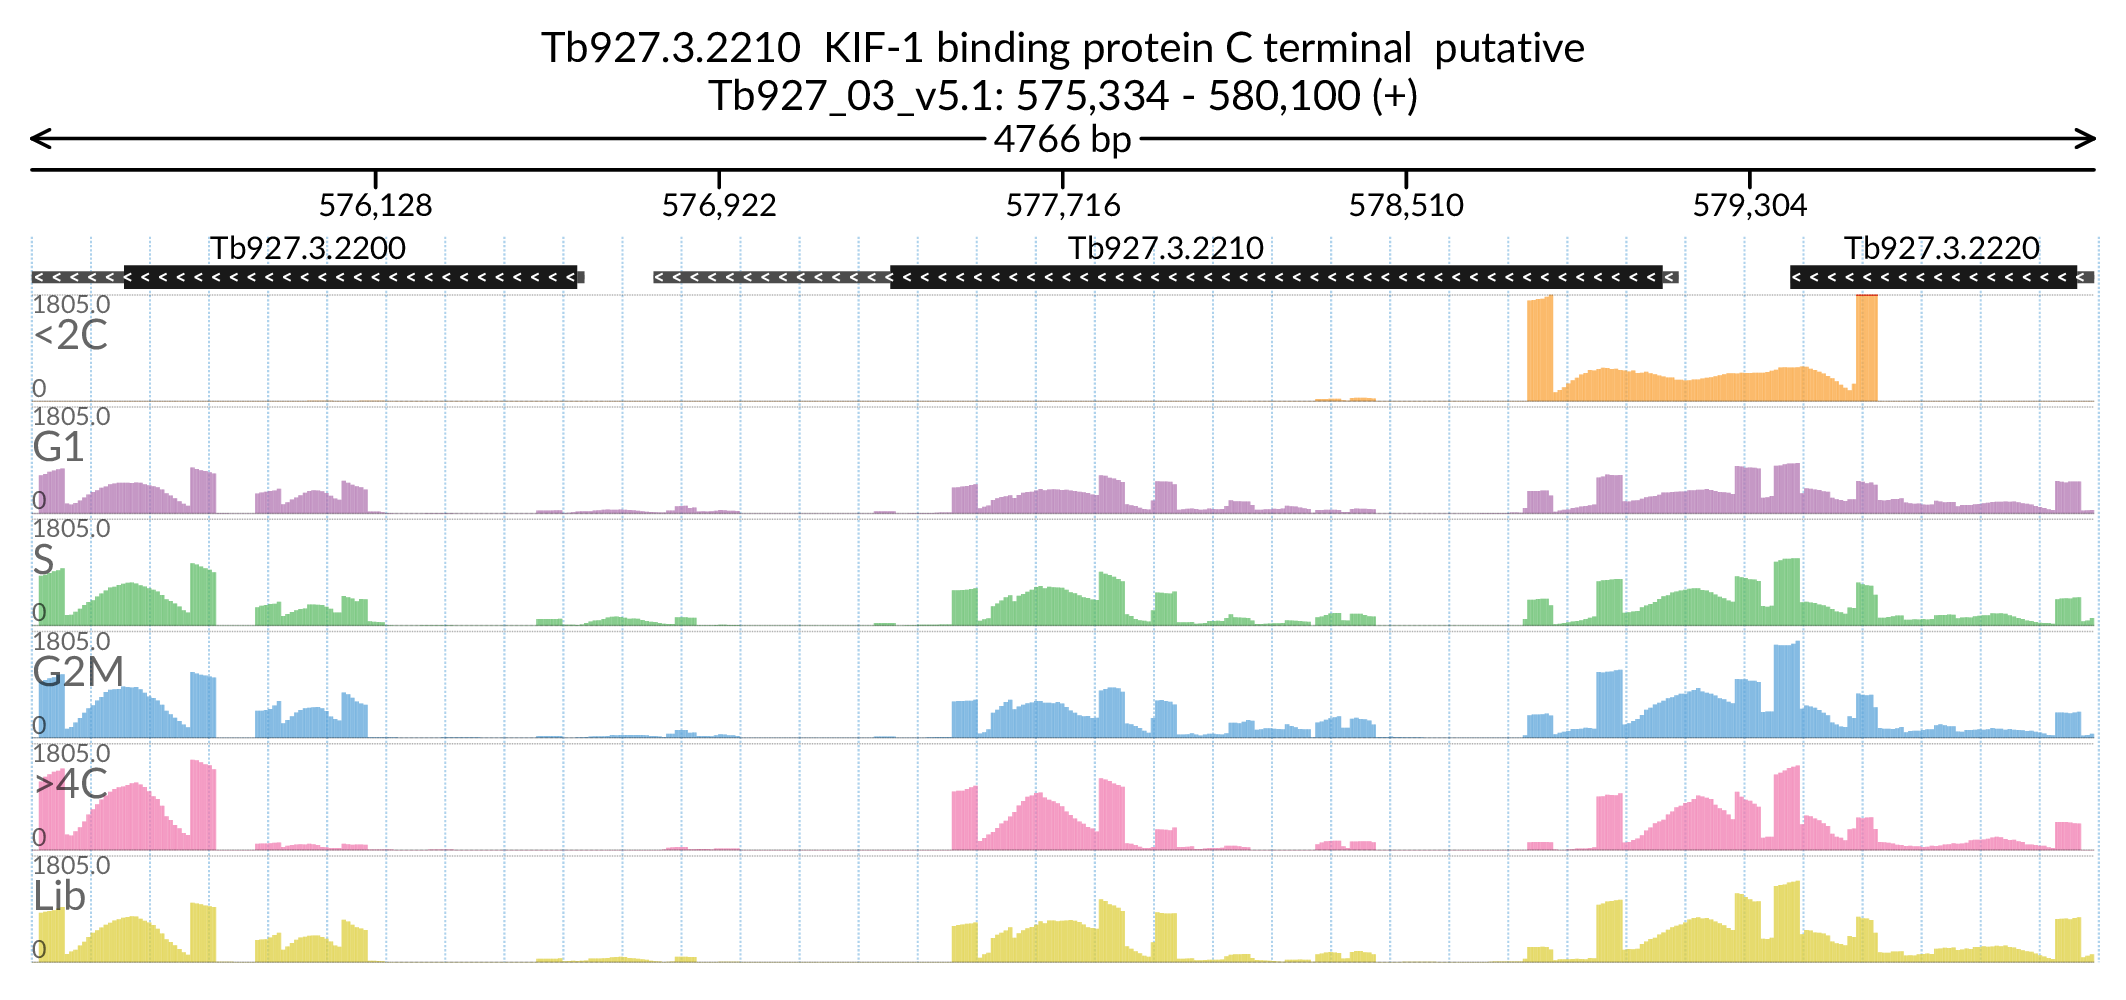 Tb927.3.2210  KIF-1 binding protein C terminal  putative
Tb927_03_v5.1: 575,334 - 580,100 (+)
4766 bp
576,128 576,922 577,716 578,510 579,304
Tb927.3.2200 Tb927.3.2210 Tb927.3.2220
1805.0
<2C
0
1805.0
G1
0
1805.0
S
0
1805.0
G2M
0
1805.0
>4C
0
1805.0
Lib
0